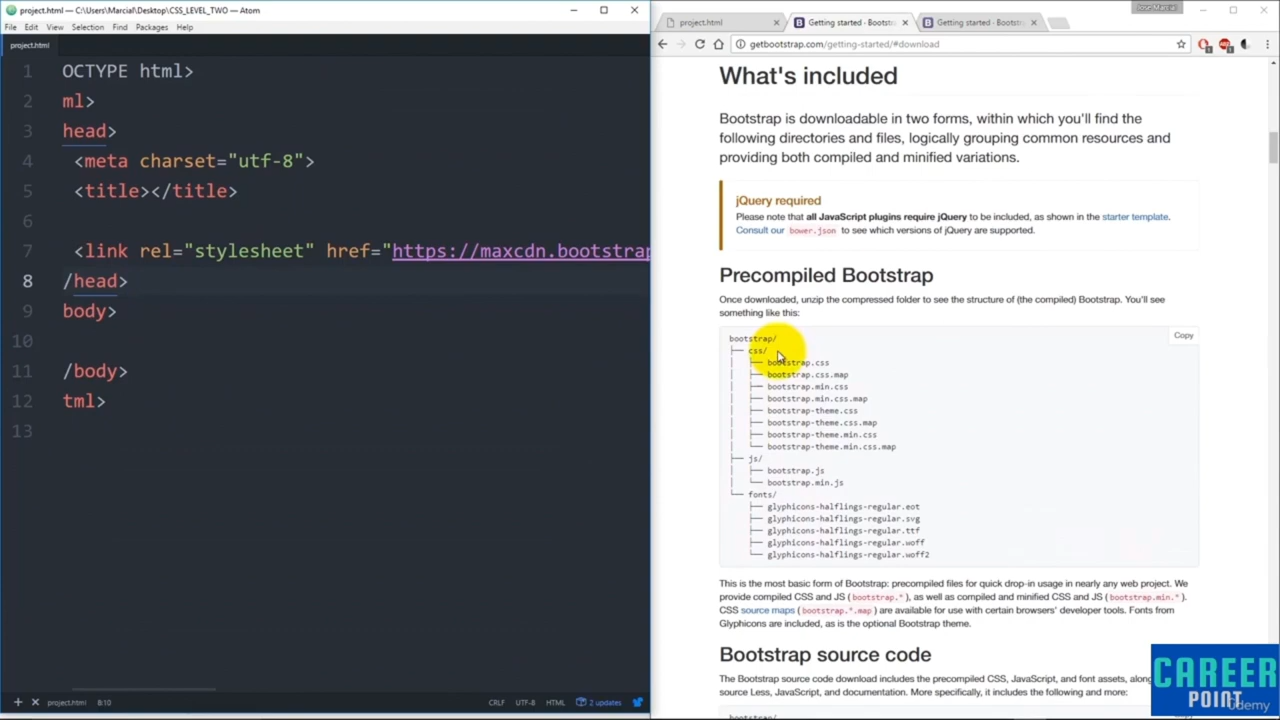 project.html — C:\Users\Marcial\Desktop\CSS_LEVEL_TWO — Atom
File Edit View Selection Find Packages Help
project.html
1 OCTYPE html>
2 ml>
3 head>
4 <meta charset="utf-8">
5 <title></title>
6
7 <link rel="stylesheet" href="https://maxcdn.bootstrap
8 /head>
9 body>
10
11 /body>
12 tml>
13
project.html 8:10 CRLF UTF-8 HTML 2 updates
Jose Marcial
project.html Getting started · Bootstr Getting started · Bootstr
getbootstrap.com/getting-started/#download
What's included
Bootstrap is downloadable in two forms, within which you'll find the
following directories and files, logically grouping common resources and
providing both compiled and minified variations.
jQuery required
Please note that all JavaScript plugins require jQuery to be included, as shown in the starter template.
Consult our bower.json to see which versions of jQuery are supported.
Precompiled Bootstrap
Once downloaded, unzip the compressed folder to see the structure of (the compiled) Bootstrap. You'll see
something like this:
Copy
bootstrap/
├── css/
│   ├── bootstrap.css
│   ├── bootstrap.css.map
│   ├── bootstrap.min.css
│   ├── bootstrap.min.css.map
│   ├── bootstrap-theme.css
│   ├── bootstrap-theme.css.map
│   ├── bootstrap-theme.min.css
│   └── bootstrap-theme.min.css.map
├── js/
│   ├── bootstrap.js
│   └── bootstrap.min.js
└── fonts/
├── glyphicons-halflings-regular.eot
├── glyphicons-halflings-regular.svg
├── glyphicons-halflings-regular.ttf
├── glyphicons-halflings-regular.woff
└── glyphicons-halflings-regular.woff2
This is the most basic form of Bootstrap: precompiled files for quick drop-in usage in nearly any web project. We
provide compiled CSS and JS (bootstrap.*), as well as compiled and minified CSS and JS (bootstrap.min.*).
CSS source maps (bootstrap.*.map) are available for use with certain browsers' developer tools. Fonts from
Glyphicons are included, as is the optional Bootstrap theme.
Bootstrap source code
The Bootstrap source code download includes the precompiled CSS, JavaScript, and font assets, along
source Less, JavaScript, and documentation. More specifically, it includes the following and more:
CAREER
POINT
Udemy